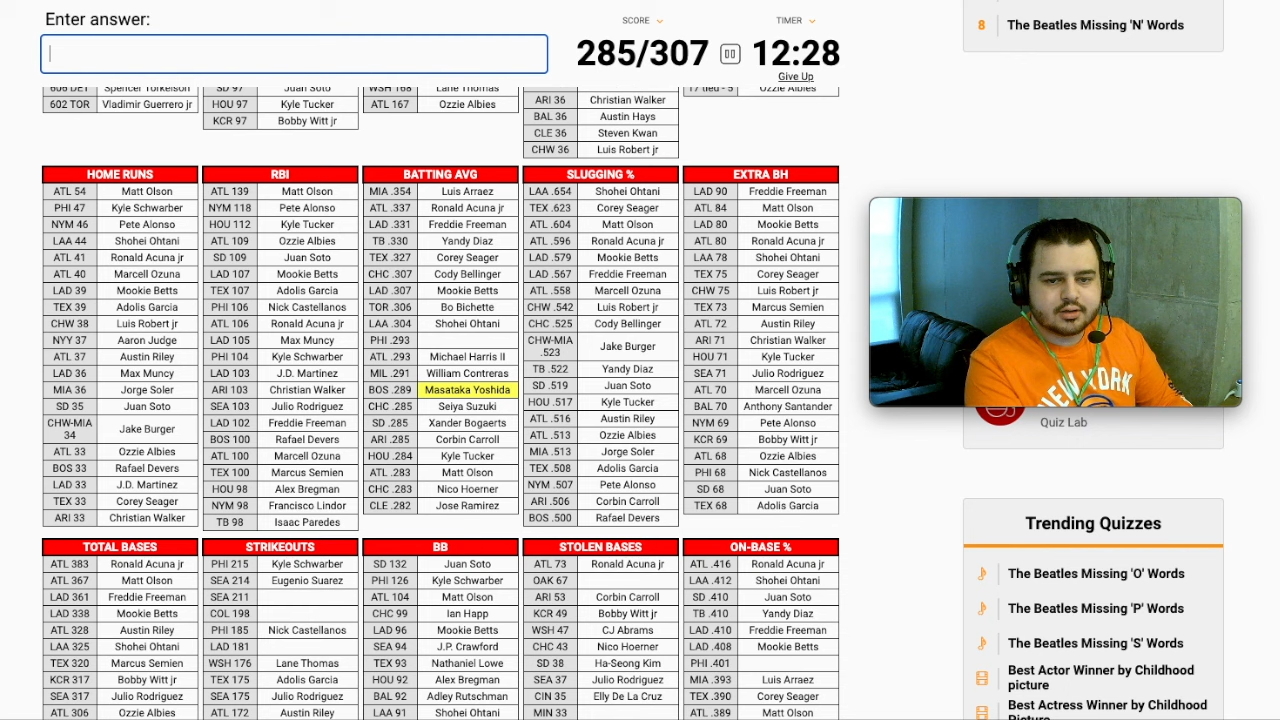 Enter answer:
SCORE
TIMER
285/307
12:28
Give Up
8 The Beatles Missing 'N' Words
606 DET Spencer Torkelson
602 TOR Vladimir Guerrero jr
SD 97 Juan Soto
HOU 97 Kyle Tucker
KCR 97 Bobby Witt jr
WSH 168 Lane Thomas
ATL 167 Ozzie Albies
ARI 36 Christian Walker
BAL 36 Austin Hays
CLE 36 Steven Kwan
CHW 36 Luis Robert jr
17 tied - 5 Ozzie Albies
HOME RUNS
ATL 54 Matt Olson
PHI 47 Kyle Schwarber
NYM 46 Pete Alonso
LAA 44 Shohei Ohtani
ATL 41 Ronald Acuna jr
ATL 40 Marcell Ozuna
LAD 39 Mookie Betts
TEX 39 Adolis Garcia
CHW 38 Luis Robert jr
NYY 37 Aaron Judge
ATL 37 Austin Riley
LAD 36 Max Muncy
MIA 36 Jorge Soler
SD 35 Juan Soto
CHW-MIA 34 Jake Burger
ATL 33 Ozzie Albies
BOS 33 Rafael Devers
LAD 33 J.D. Martinez
TEX 33 Corey Seager
ARI 33 Christian Walker
RBI
ATL 139 Matt Olson
NYM 118 Pete Alonso
HOU 112 Kyle Tucker
ATL 109 Ozzie Albies
SD 109 Juan Soto
LAD 107 Mookie Betts
TEX 107 Adolis Garcia
PHI 106 Nick Castellanos
ATL 106 Ronald Acuna jr
LAD 105 Max Muncy
PHI 104 Kyle Schwarber
LAD 103 J.D. Martinez
ARI 103 Christian Walker
SEA 103 Julio Rodriguez
LAD 102 Freddie Freeman
BOS 100 Rafael Devers
ATL 100 Marcell Ozuna
TEX 100 Marcus Semien
HOU 98 Alex Bregman
NYM 98 Francisco Lindor
TB 98 Isaac Paredes
BATTING AVG
MIA .354 Luis Arraez
ATL .337 Ronald Acuna jr
LAD .331 Freddie Freeman
TB .330 Yandy Diaz
TEX .327 Corey Seager
CHC .307 Cody Bellinger
LAD .307 Mookie Betts
TOR .306 Bo Bichette
LAA .304 Shohei Ohtani
PHI .293
ATL .293 Michael Harris II
MIL .291 William Contreras
BOS .289 Masataka Yoshida
CHC .285 Seiya Suzuki
SD .285 Xander Bogaerts
ARI .285 Corbin Carroll
HOU .284 Kyle Tucker
ATL .283 Matt Olson
CHC .283 Nico Hoerner
CLE .282 Jose Ramirez
SLUGGING %
LAA .654 Shohei Ohtani
TEX .623 Corey Seager
ATL .604 Matt Olson
ATL .596 Ronald Acuna jr
LAD .579 Mookie Betts
LAD .567 Freddie Freeman
ATL .558 Marcell Ozuna
CHW .542 Luis Robert jr
CHC .525 Cody Bellinger
CHW-MIA .523 Jake Burger
TB .522 Yandy Diaz
SD .519 Juan Soto
HOU .517 Kyle Tucker
ATL .516 Austin Riley
ATL .513 Ozzie Albies
MIA .513 Jorge Soler
TEX .508 Adolis Garcia
NYM .507 Pete Alonso
ARI .506 Corbin Carroll
BOS .500 Rafael Devers
EXTRA BH
LAD 90 Freddie Freeman
ATL 84 Matt Olson
LAD 80 Mookie Betts
ATL 80 Ronald Acuna jr
LAA 78 Shohei Ohtani
TEX 75 Corey Seager
CHW 75 Luis Robert jr
TEX 73 Marcus Semien
ATL 72 Austin Riley
ARI 71 Christian Walker
HOU 71 Kyle Tucker
SEA 71 Julio Rodriguez
ATL 70 Marcell Ozuna
BAL 70 Anthony Santander
NYM 69 Pete Alonso
KCR 69 Bobby Witt jr
ATL 68 Ozzie Albies
PHI 68 Nick Castellanos
SD 68 Juan Soto
TEX 68 Adolis Garcia
TOTAL BASES
ATL 383 Ronald Acuna jr
ATL 367 Matt Olson
LAD 361 Freddie Freeman
LAD 338 Mookie Betts
ATL 328 Austin Riley
LAA 325 Shohei Ohtani
TEX 320 Marcus Semien
KCR 317 Bobby Witt jr
SEA 317 Julio Rodriguez
ATL 306 Ozzie Albies
STRIKEOUTS
PHI 215 Kyle Schwarber
SEA 214 Eugenio Suarez
SEA 211
COL 198
PHI 185 Nick Castellanos
LAD 181
WSH 176 Lane Thomas
TEX 175 Adolis Garcia
SEA 175 Julio Rodriguez
ATL 172 Austin Riley
BB
SD 132 Juan Soto
PHI 126 Kyle Schwarber
ATL 104 Matt Olson
CHC 99 Ian Happ
LAD 96 Mookie Betts
SEA 94 J.P. Crawford
TEX 93 Nathaniel Lowe
HOU 92 Alex Bregman
BAL 92 Adley Rutschman
LAA 91 Shohei Ohtani
STOLEN BASES
ATL 73 Ronald Acuna jr
OAK 67
ARI 53 Corbin Carroll
KCR 49 Bobby Witt jr
WSH 47 CJ Abrams
CHC 43 Nico Hoerner
SD 38 Ha-Seong Kim
SEA 37 Julio Rodriguez
CIN 35 Elly De La Cruz
MIN 33
ON-BASE %
ATL .416 Ronald Acuna jr
LAA .412 Shohei Ohtani
SD .410 Juan Soto
TB .410 Yandy Diaz
LAD .410 Freddie Freeman
LAD .408 Mookie Betts
PHI .401
MIA .393 Luis Arraez
TEX .390 Corey Seager
ATL .389 Matt Olson
NEW YORK
Quiz Lab
Trending Quizzes
The Beatles Missing 'O' Words
The Beatles Missing 'P' Words
The Beatles Missing 'S' Words
Best Actor Winner by Childhood
picture
Best Actress Winner by Childhood
Picture